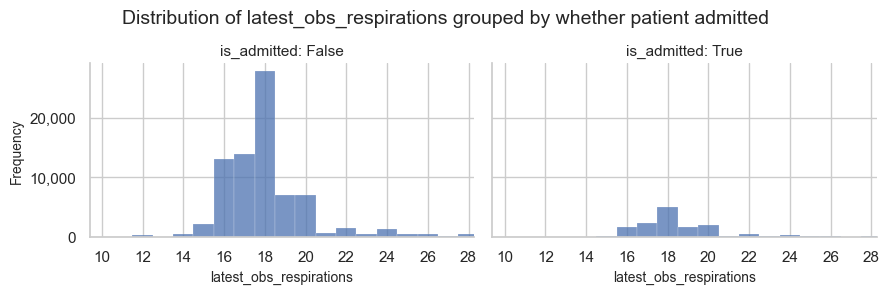 Distribution of latest_obs_respirations grouped by whether patient admitted
is_admitted: False
is_admitted: True
Frequency
20,000
10,000
0
10 12 14 16 18 20 22 24 26 28
10 12 14 16 18 20 22 24 26 28
latest_obs_respirations
latest_obs_respirations